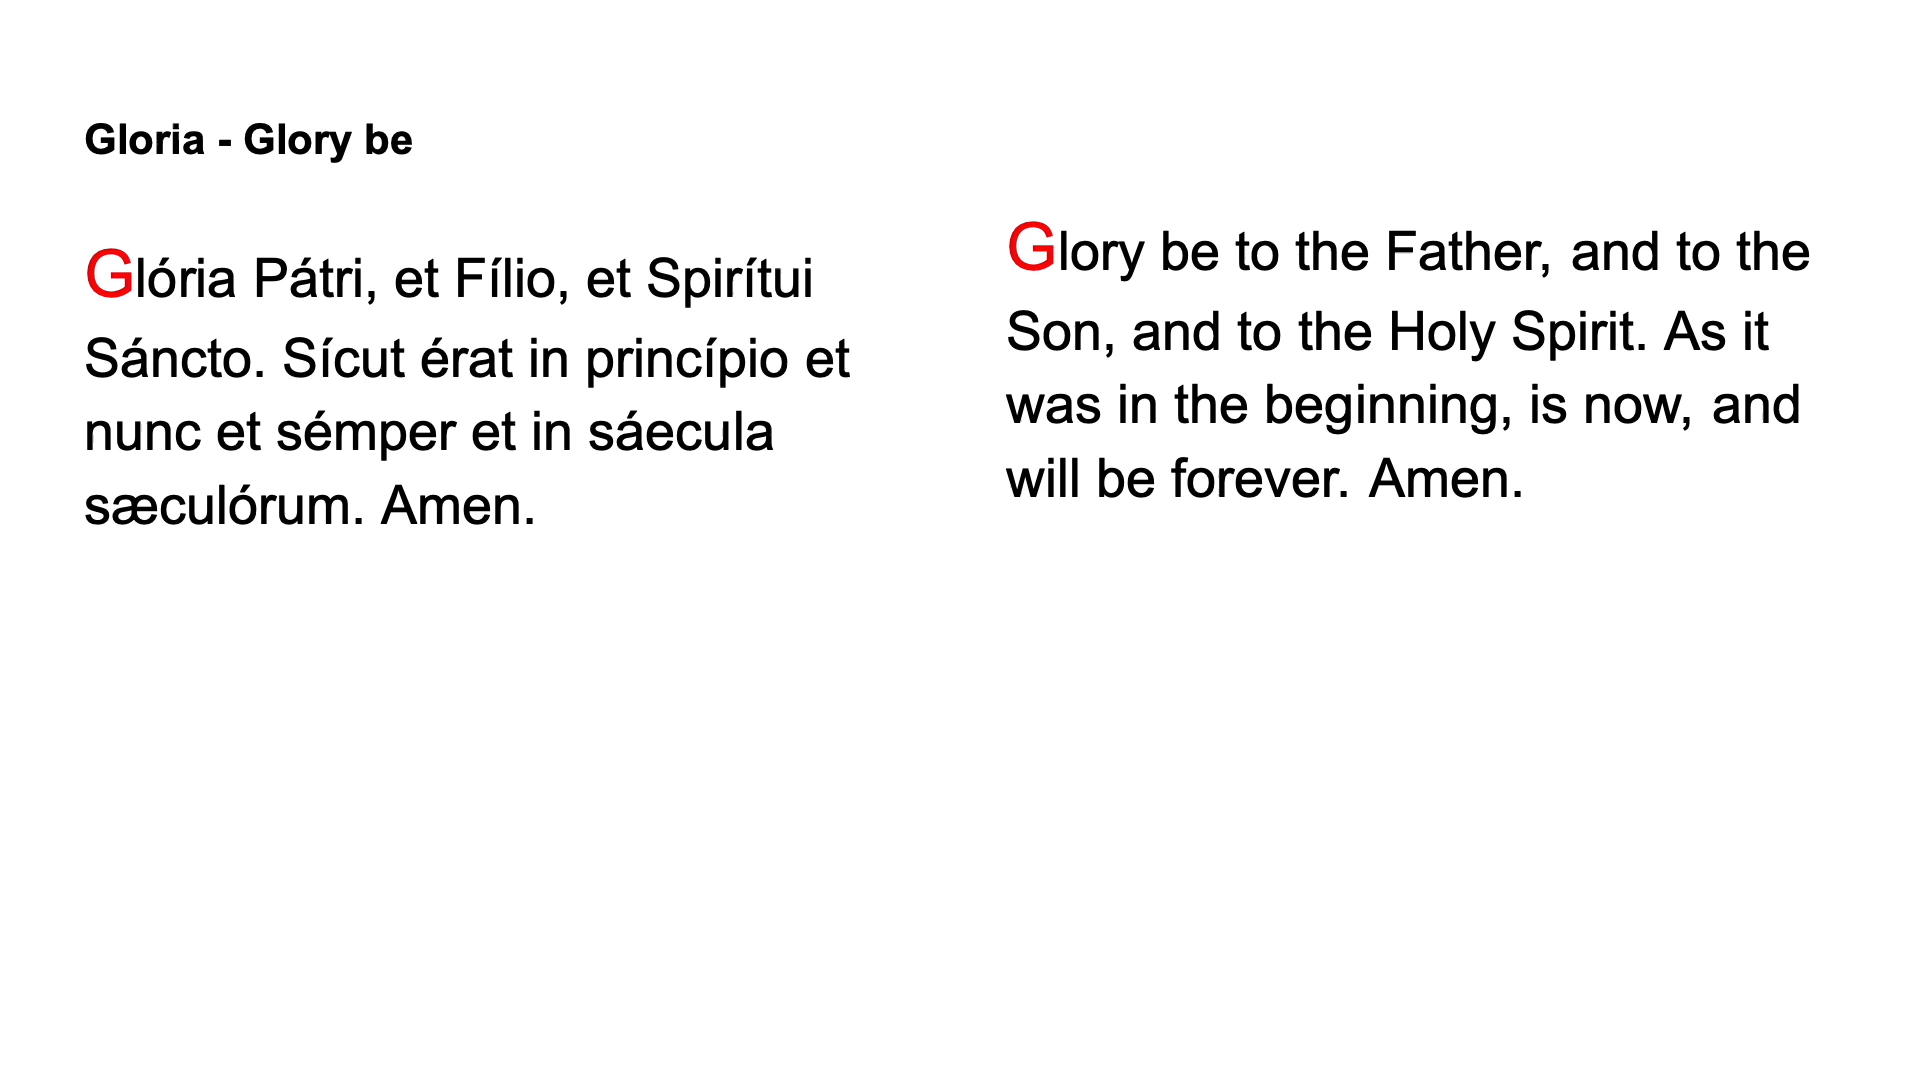 Gloria - Glory be
Glória Pátri, et Fílio, et Spirítui
Sáncto. Sícut érat in princípio et
nunc et sémper et in sáecula
sæculórum. Amen.
Glory be to the Father, and to the
Son, and to the Holy Spirit. As it
was in the beginning, is now, and
will be forever. Amen.